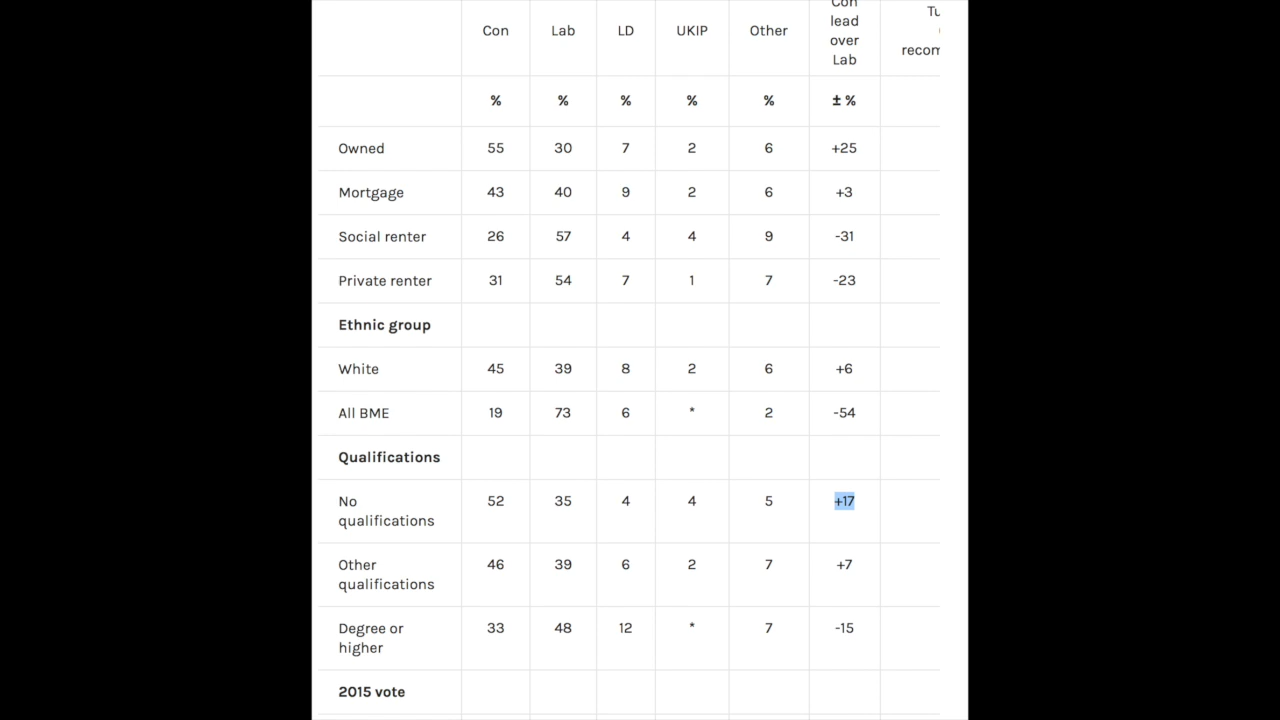 Con Lab LD UKIP Other Con lead over Lab
% % % % % ± %
Owned 55 30 7 2 6 +25
Mortgage 43 40 9 2 6 +3
Social renter 26 57 4 4 9 -31
Private renter 31 54 7 1 7 -23
Ethnic group
White 45 39 8 2 6 +6
All BME 19 73 6 * 2 -54
Qualifications
No qualifications 52 35 4 4 5 +17
Other qualifications 46 39 6 2 7 +7
Degree or higher 33 48 12 * 7 -15
2015 vote